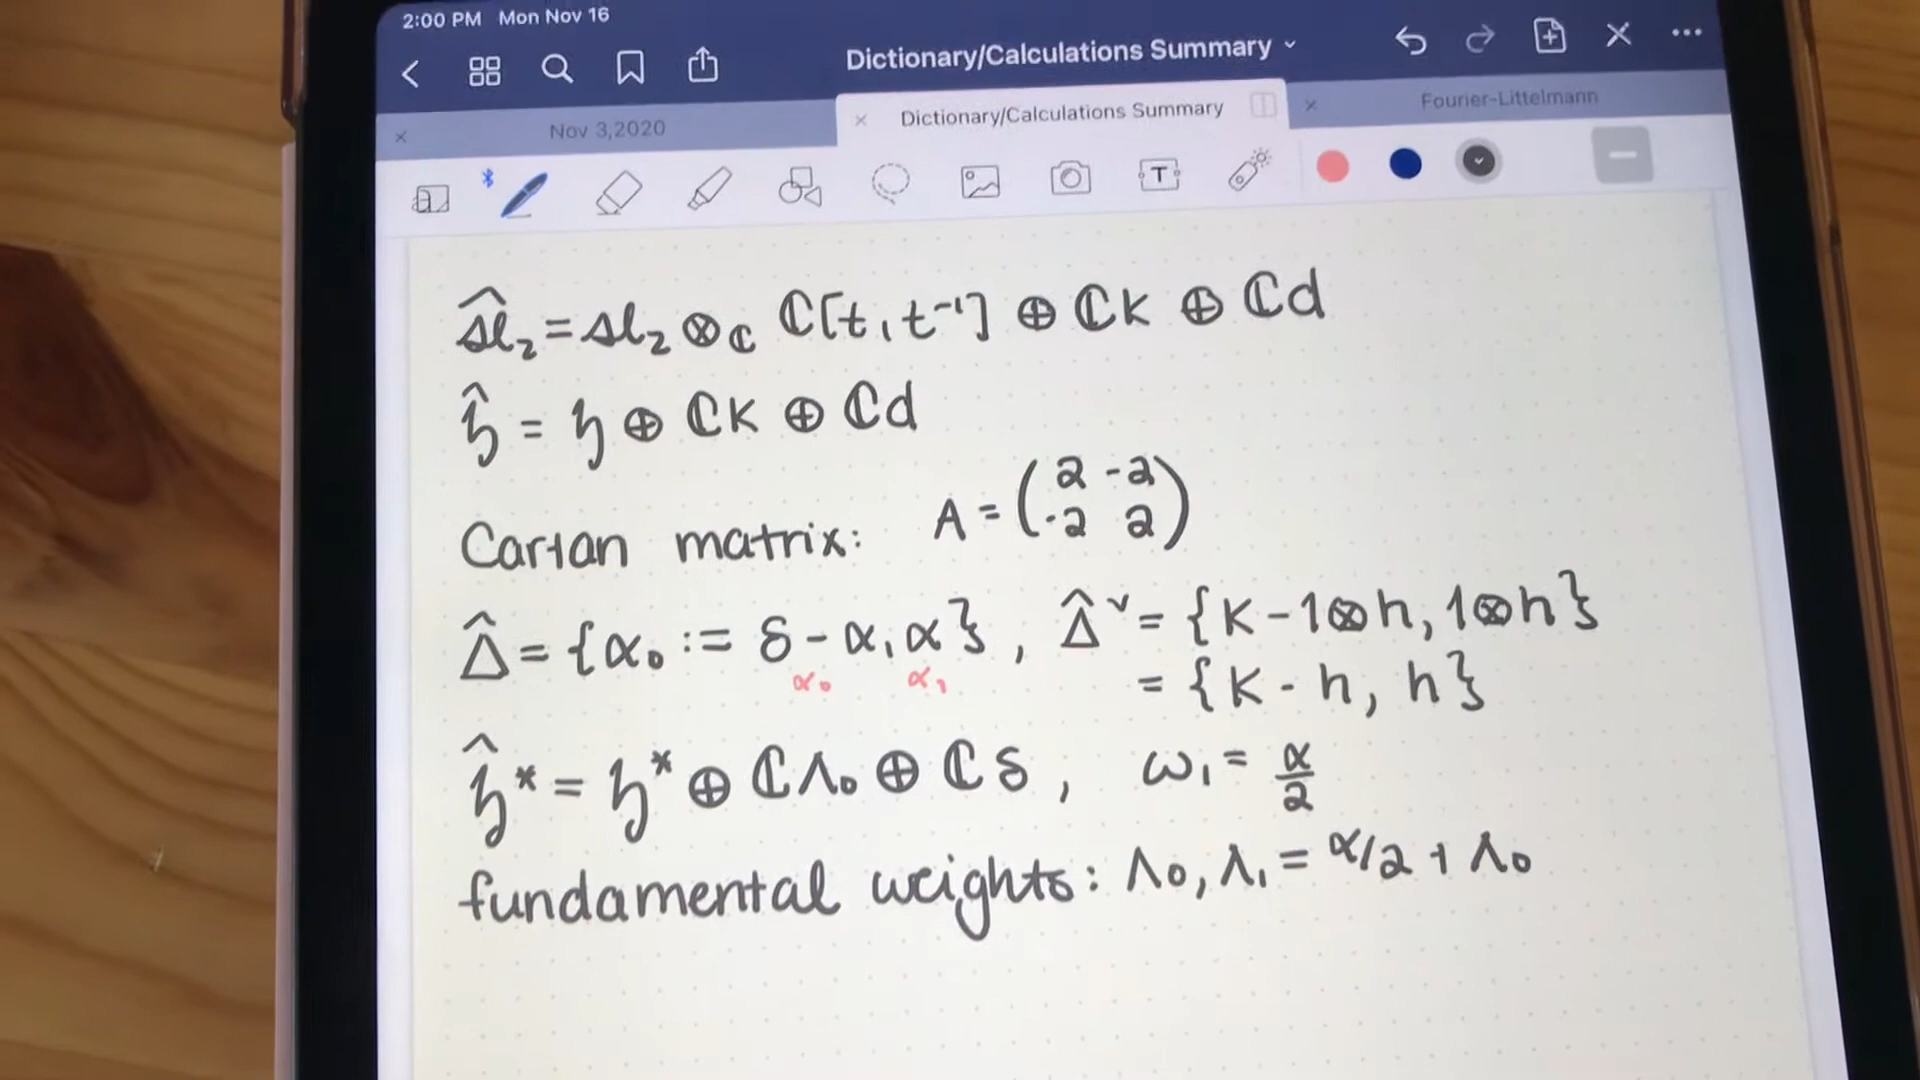 2:00 PM Mon Nov 16
Dictionary/Calculations Summary
Nov 3,2020
Dictionary/Calculations Summary
Fourier-Littelmann
ŝl₂ = sl₂ ⊗_ℂ ℂ[t, t⁻¹] ⊕ ℂK ⊕ ℂd
ĥ = h ⊕ ℂK ⊕ ℂd
Cartan matrix: A = (2 -2
-2 2)
Δ̂ = {α₀ := δ - α, α}, Δ̂ᵛ = {K - 1⊗h, 1⊗h}
α₀ α₁
= {K - h, h}
ĥ* = h* ⊕ ℂΛ₀ ⊕ ℂδ, ω₁ = α/2
fundamental weights: Λ₀, Λ₁ = α/2 + Λ₀